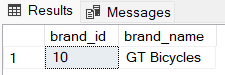 Results Messages
brand_id brand_name
1 10 GT Bicycles